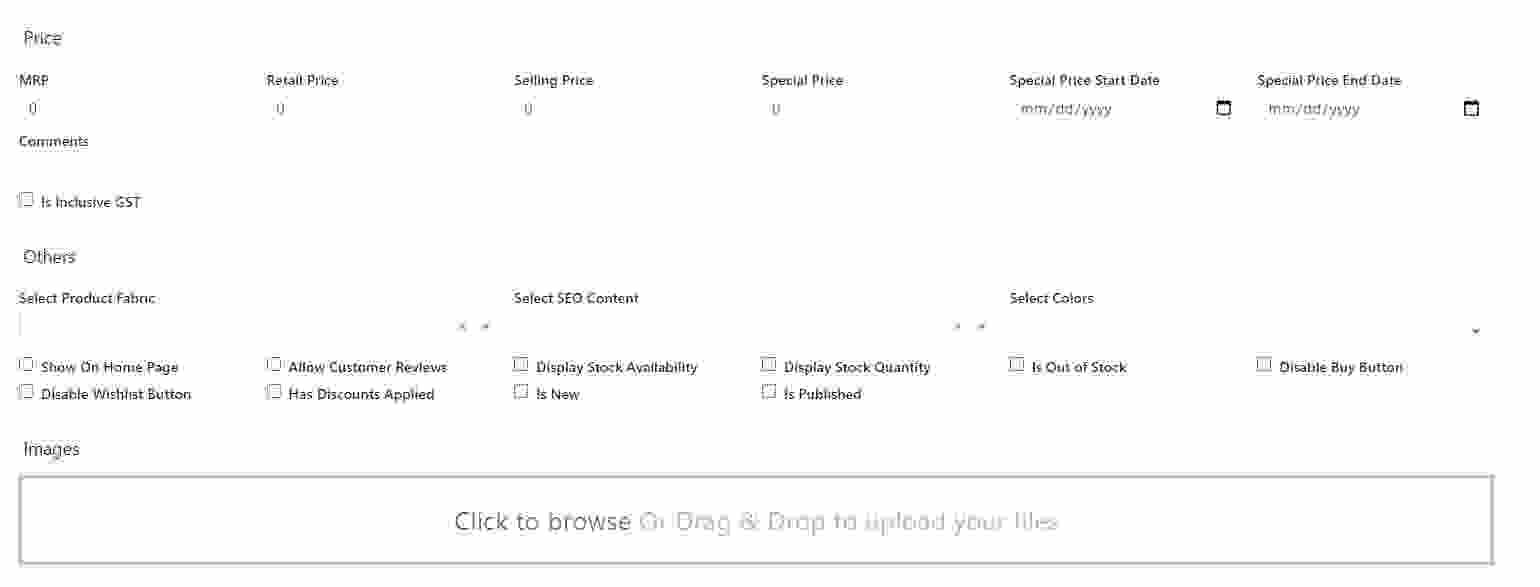 Price
MRP Retail Price Selling Price Special Price Special Price Start Date Special Price End Date
0 0 0 0 mm/dd/yyyy mm/dd/yyyy
Comments
Is Inclusive GST
Others
Select Product Fabric Select SEO Content Select Colors
Show On Home Page Allow Customer Reviews Display Stock Availability Display Stock Quantity Is Out of Stock Disable Buy Button
Disable Wishlist Button Has Discounts Applied Is New Is Published
Images
Click to browse Or Drag & Drop to upload your files